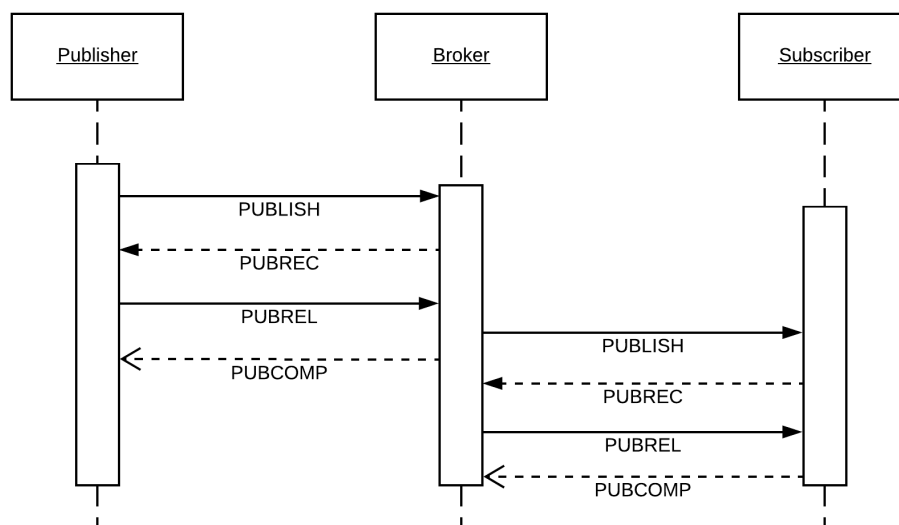 Publisher
Broker
Subscriber
PUBLISH
PUBREC
PUBREL
PUBLISH
PUBCOMP
PUBREC
PUBREL
PUBCOMP